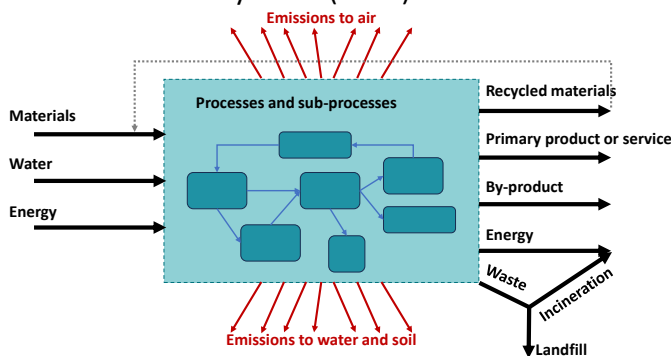 Emissions to air
Processes and sub-processes
Materials
Water
Energy
Recycled materials
Primary product or service
By-product
Energy
Waste
Incineration
Landfill
Emissions to water and soil